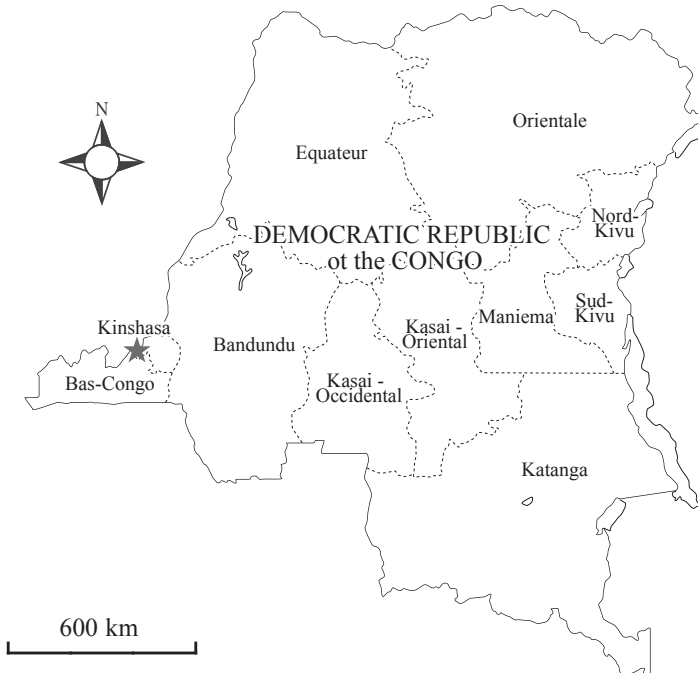 N
Orientale
Equateur
Nord-
Kivu
DEMOCRATIC REPUBLIC
ot the CONGO
Sud-
Kivu
Maniema
Kasai -
Oriental
Kinshasa
Bandundu
Bas-Congo
Kasai -
Occidental
Katanga
600 km